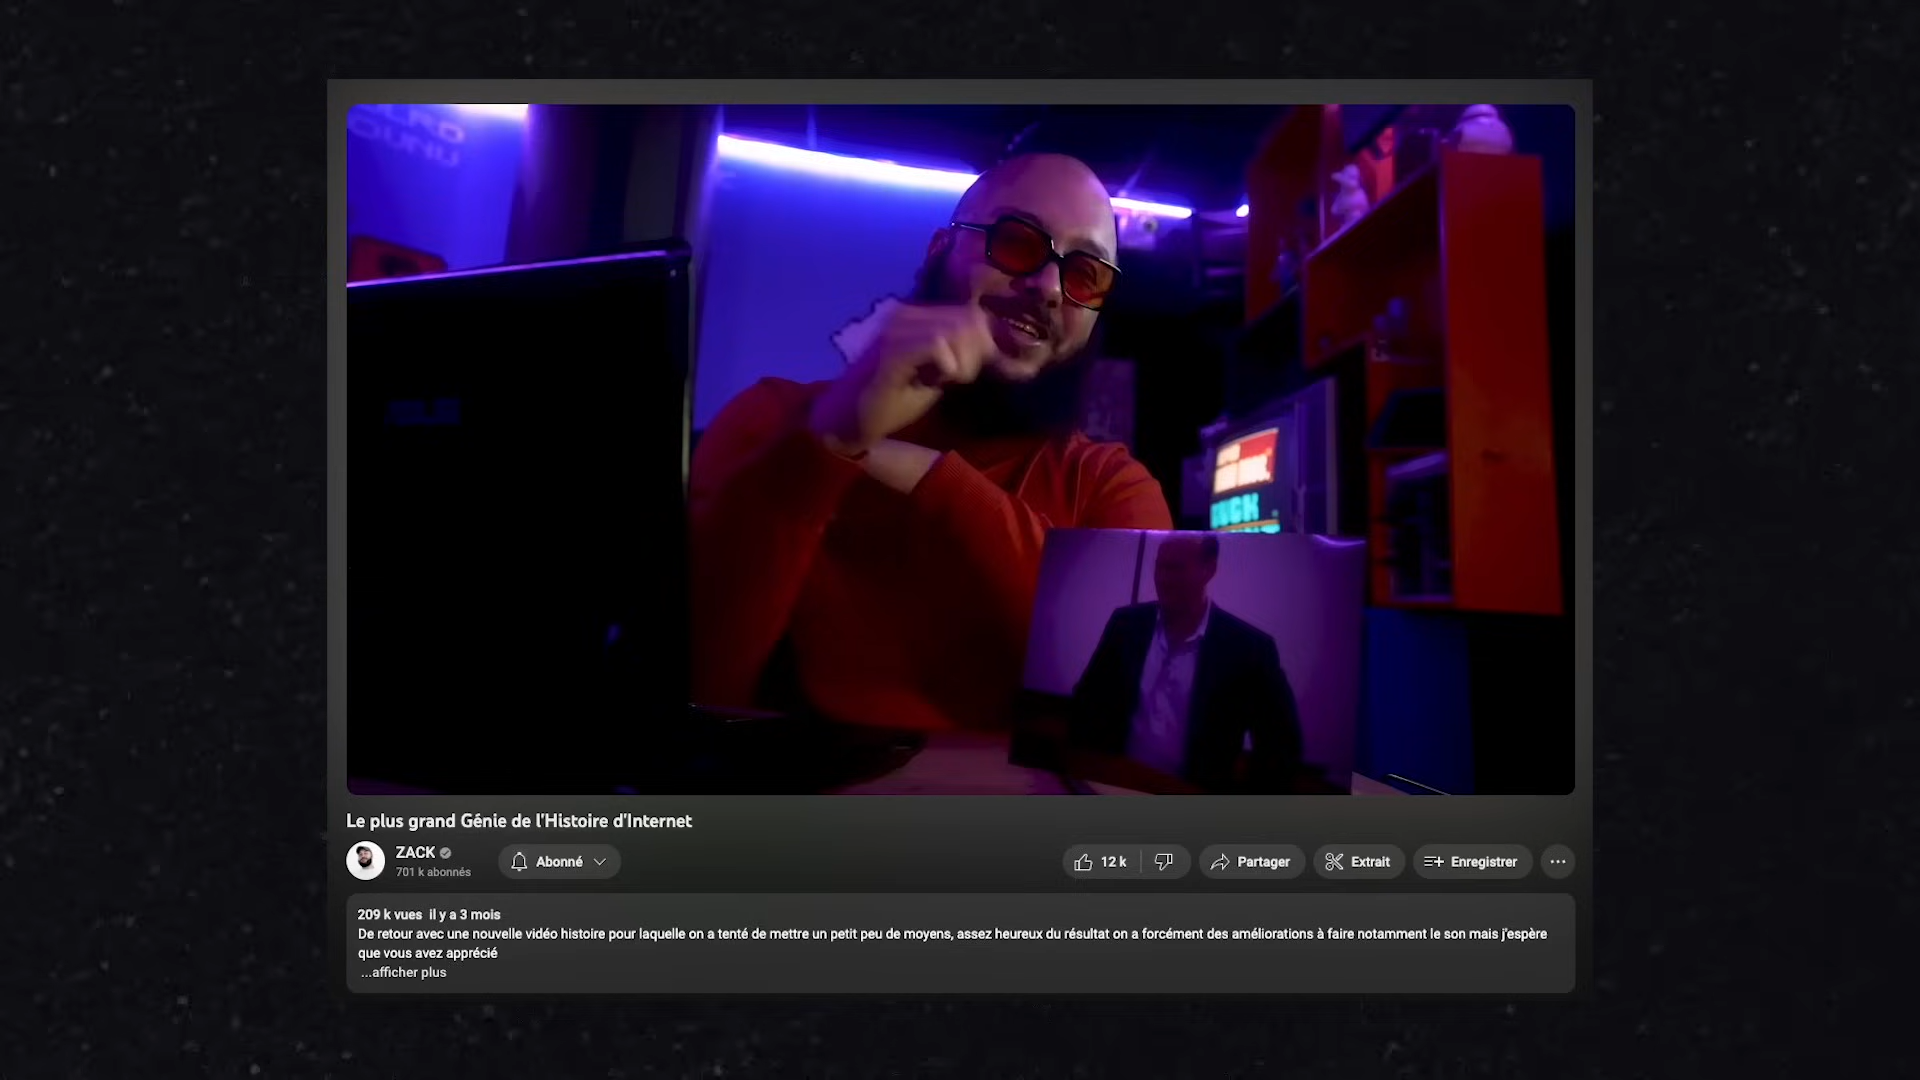 Le plus grand Génie de l'Histoire d'Internet
ZACK
701 k abonnés
Abonné
12 k
Partager
Extrait
Enregistrer
209 k vues il y a 3 mois
De retour avec une nouvelle vidéo histoire pour laquelle on a tenté de mettre un petit peu de moyens, assez heureux du résultat on a forcément des améliorations à faire notamment le son mais j'espère
que vous avez apprécié
...afficher plus